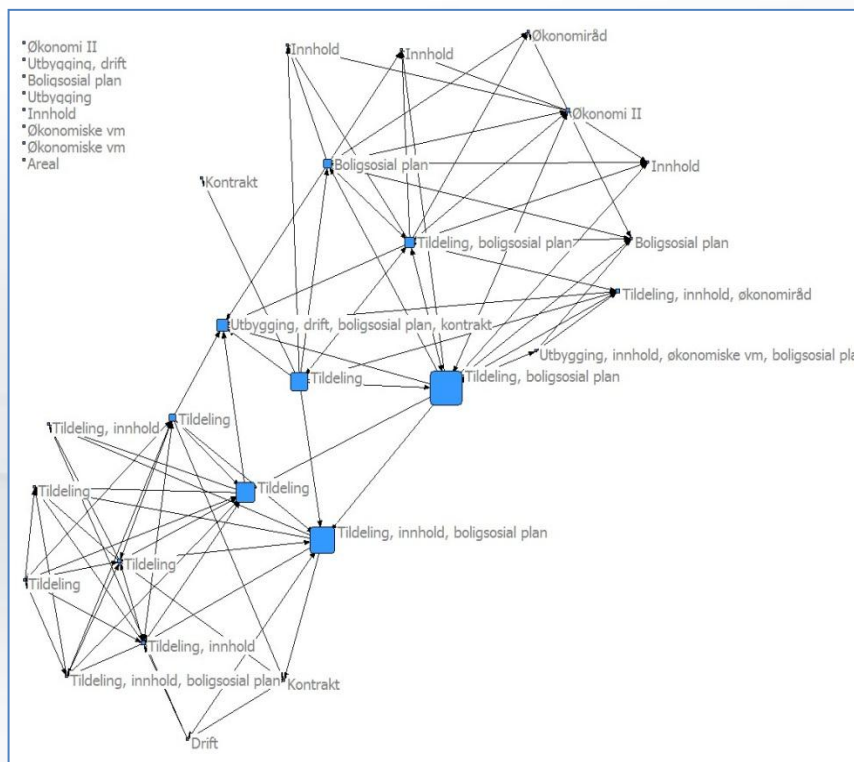 Økonomi II
Utbygging, drift
Boligsosial plan
Utbygging
Innhold
Økonomiske vm
Økonomiske vm
Areal
Innhold
Innhold
Økonomiråd
Økonomi II
Boligsosial plan
Innhold
Kontrakt
Tildeling, boligsosial plan
Boligsosial plan
Tildeling, innhold, økonomiråd
Utbygging, drift, boligsosial plan, kontrakt
Utbygging, innhold, økonomiske vm, boligsosial pla
Tildeling
Tildeling, boligsosial plan
Tildeling
Tildeling, innhold
Tildeling
Tildeling
Tildeling, innhold, boligsosial plan
Tildeling
Tildeling
Tildeling, innhold
Tildeling, innhold, boligsosial plan
Kontrakt
Drift